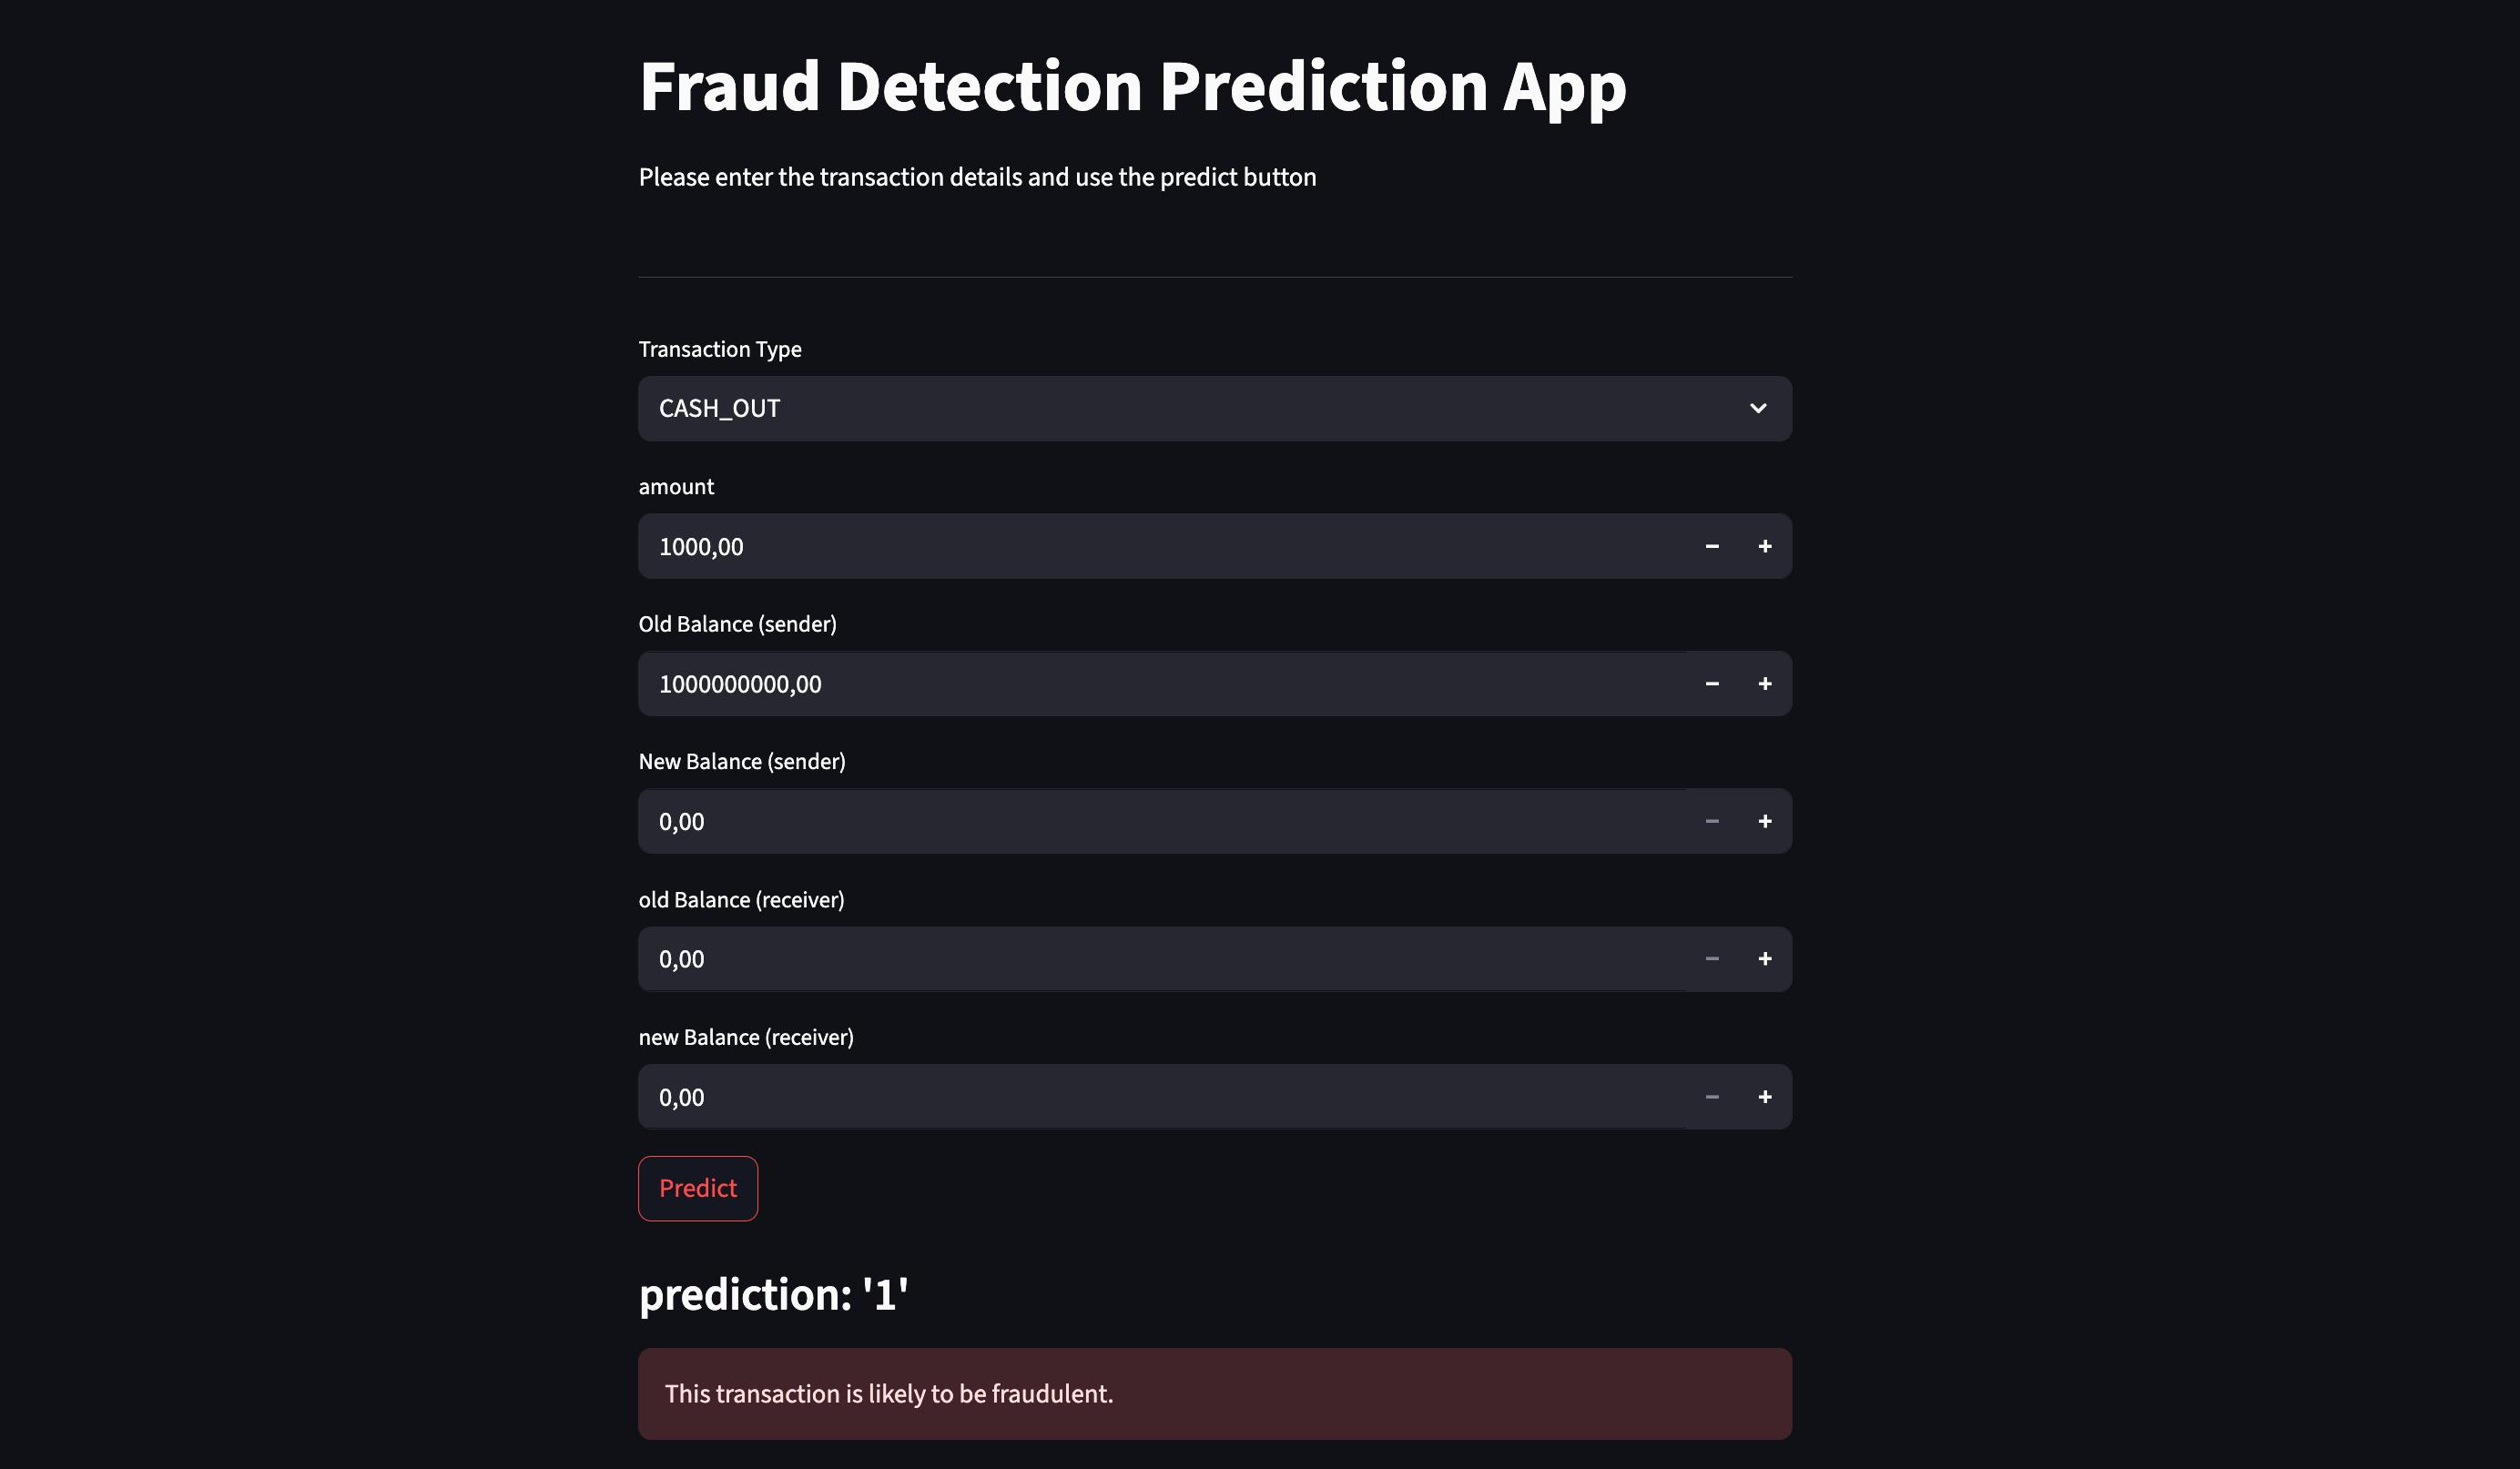 Fraud Detection Prediction App
Please enter the transaction details and use the predict button
Transaction Type
CASH_OUT
amount
1000,00
Old Balance (sender)
1000000000,00
New Balance (sender)
0,00
old Balance (receiver)
0,00
new Balance (receiver)
0,00
Predict
prediction: '1'
This transaction is likely to be fraudulent.